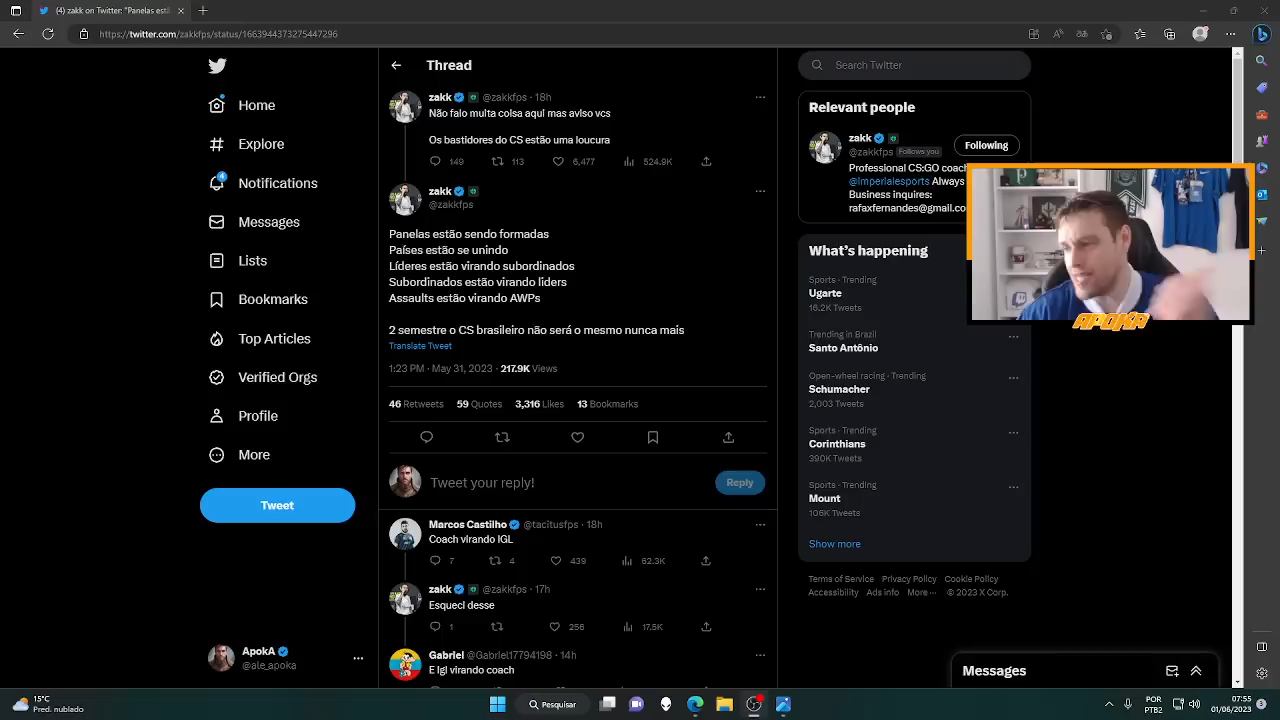 (4) zakk on Twitter: "Panelas esti
https://twitter.com/zakkfps/status/1663944373275447296
Home
Explore
4
Notifications
Messages
Lists
Bookmarks
Top Articles
Verified Orgs
Profile
More
Tweet
ApokA
@ale_apoka
Thread
zakk @zakkfps · 18h
Não falo muita coisa aqui mas aviso vcs
Os bastidores do CS estão uma loucura
149 113 6,477 524.9K
zakk
@zakkfps
Panelas estão sendo formadas
Países estão se unindo
Líderes estão virando subordinados
Subordinados estão virando líders
Assaults estão virando AWPs
2 semestre o CS brasileiro não será o mesmo nunca mais
Translate Tweet
1:23 PM · May 31, 2023 · 217.9K Views
46 Retweets 59 Quotes 3,316 Likes 13 Bookmarks
Tweet your reply!
Reply
Marcos Castilho @tacitusfps · 18h
Coach virando IGL
7 4 439 62.3K
zakk @zakkfps · 17h
Esqueci desse
1 256 17.5K
Gabriel @Gabriel17794198 · 14h
E Igl virando coach
Search Twitter
Relevant people
zakk
@zakkfps Follows you
Following
Professional CS:GO coach
@Imperialesports Always
Business inquires:
rafaxfernandes@gmail.co
APOKA
What's happening
Sports · Trending
Ugarte
16.2K Tweets
Trending in Brazil
Santo Antônio
Open-wheel racing · Trending
Schumacher
2,003 Tweets
Sports · Trending
Corinthians
390K Tweets
Sports · Trending
Mount
106K Tweets
Show more
Terms of Service Privacy Policy Cookie Policy
Accessibility Ads info More ··· © 2023 X Corp.
Messages
15°C
Pred. nublado
Pesquisar
POR
PTB2
07:55
01/06/2023
3